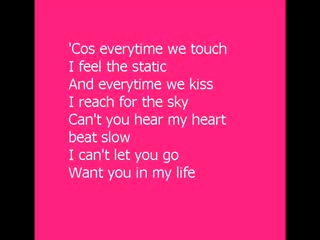 'Cos everytime we touch
I feel the static
And everytime we kiss
I reach for the sky
Can't you hear my heart
beat slow
I can't let you go
Want you in my life